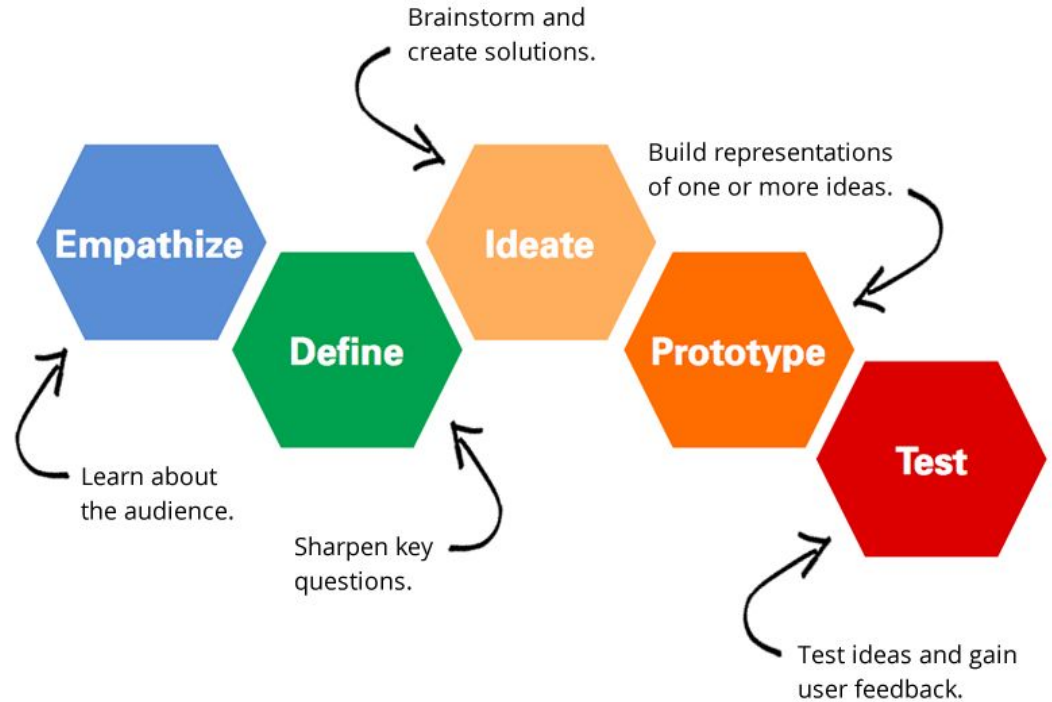 Brainstorm and
create solutions.
Build representations
of one or more ideas.
Empathize
Ideate
Define
Prototype
Test
Learn about
the audience.
Sharpen key
questions.
Test ideas and gain
user feedback.